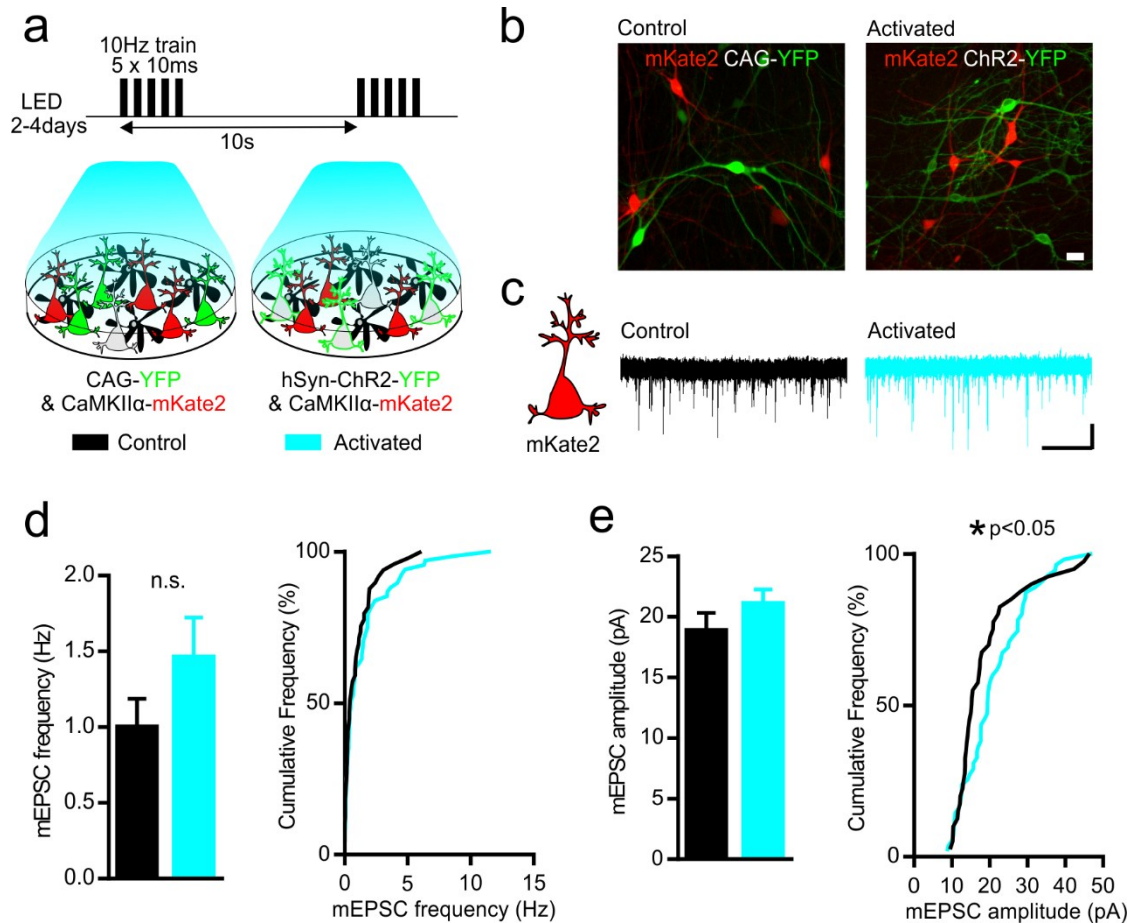 a
10Hz train
5 x 10ms
LED
2-4days
10s
CAG-YFP
& CaMKIIα-mKate2
hSyn-ChR2-YFP
& CaMKIIα-mKate2
Control
Activated
b
Control
Activated
mKate2 CAG-YFP
mKate2 ChR2-YFP
c
mKate2
Control
Activated
d
mEPSC frequency (Hz)
2.0
1.5
1.0
0.5
0.0
n.s.
Cumulative Frequency (%)
100
50
0
0 5 10 15
mEPSC frequency (Hz)
e
mEPSC amplitude (pA)
25
20
15
10
5
0
*p<0.05
Cumulative Frequency (%)
100
50
0
0 10 20 30 40 50
mEPSC amplitude (pA)